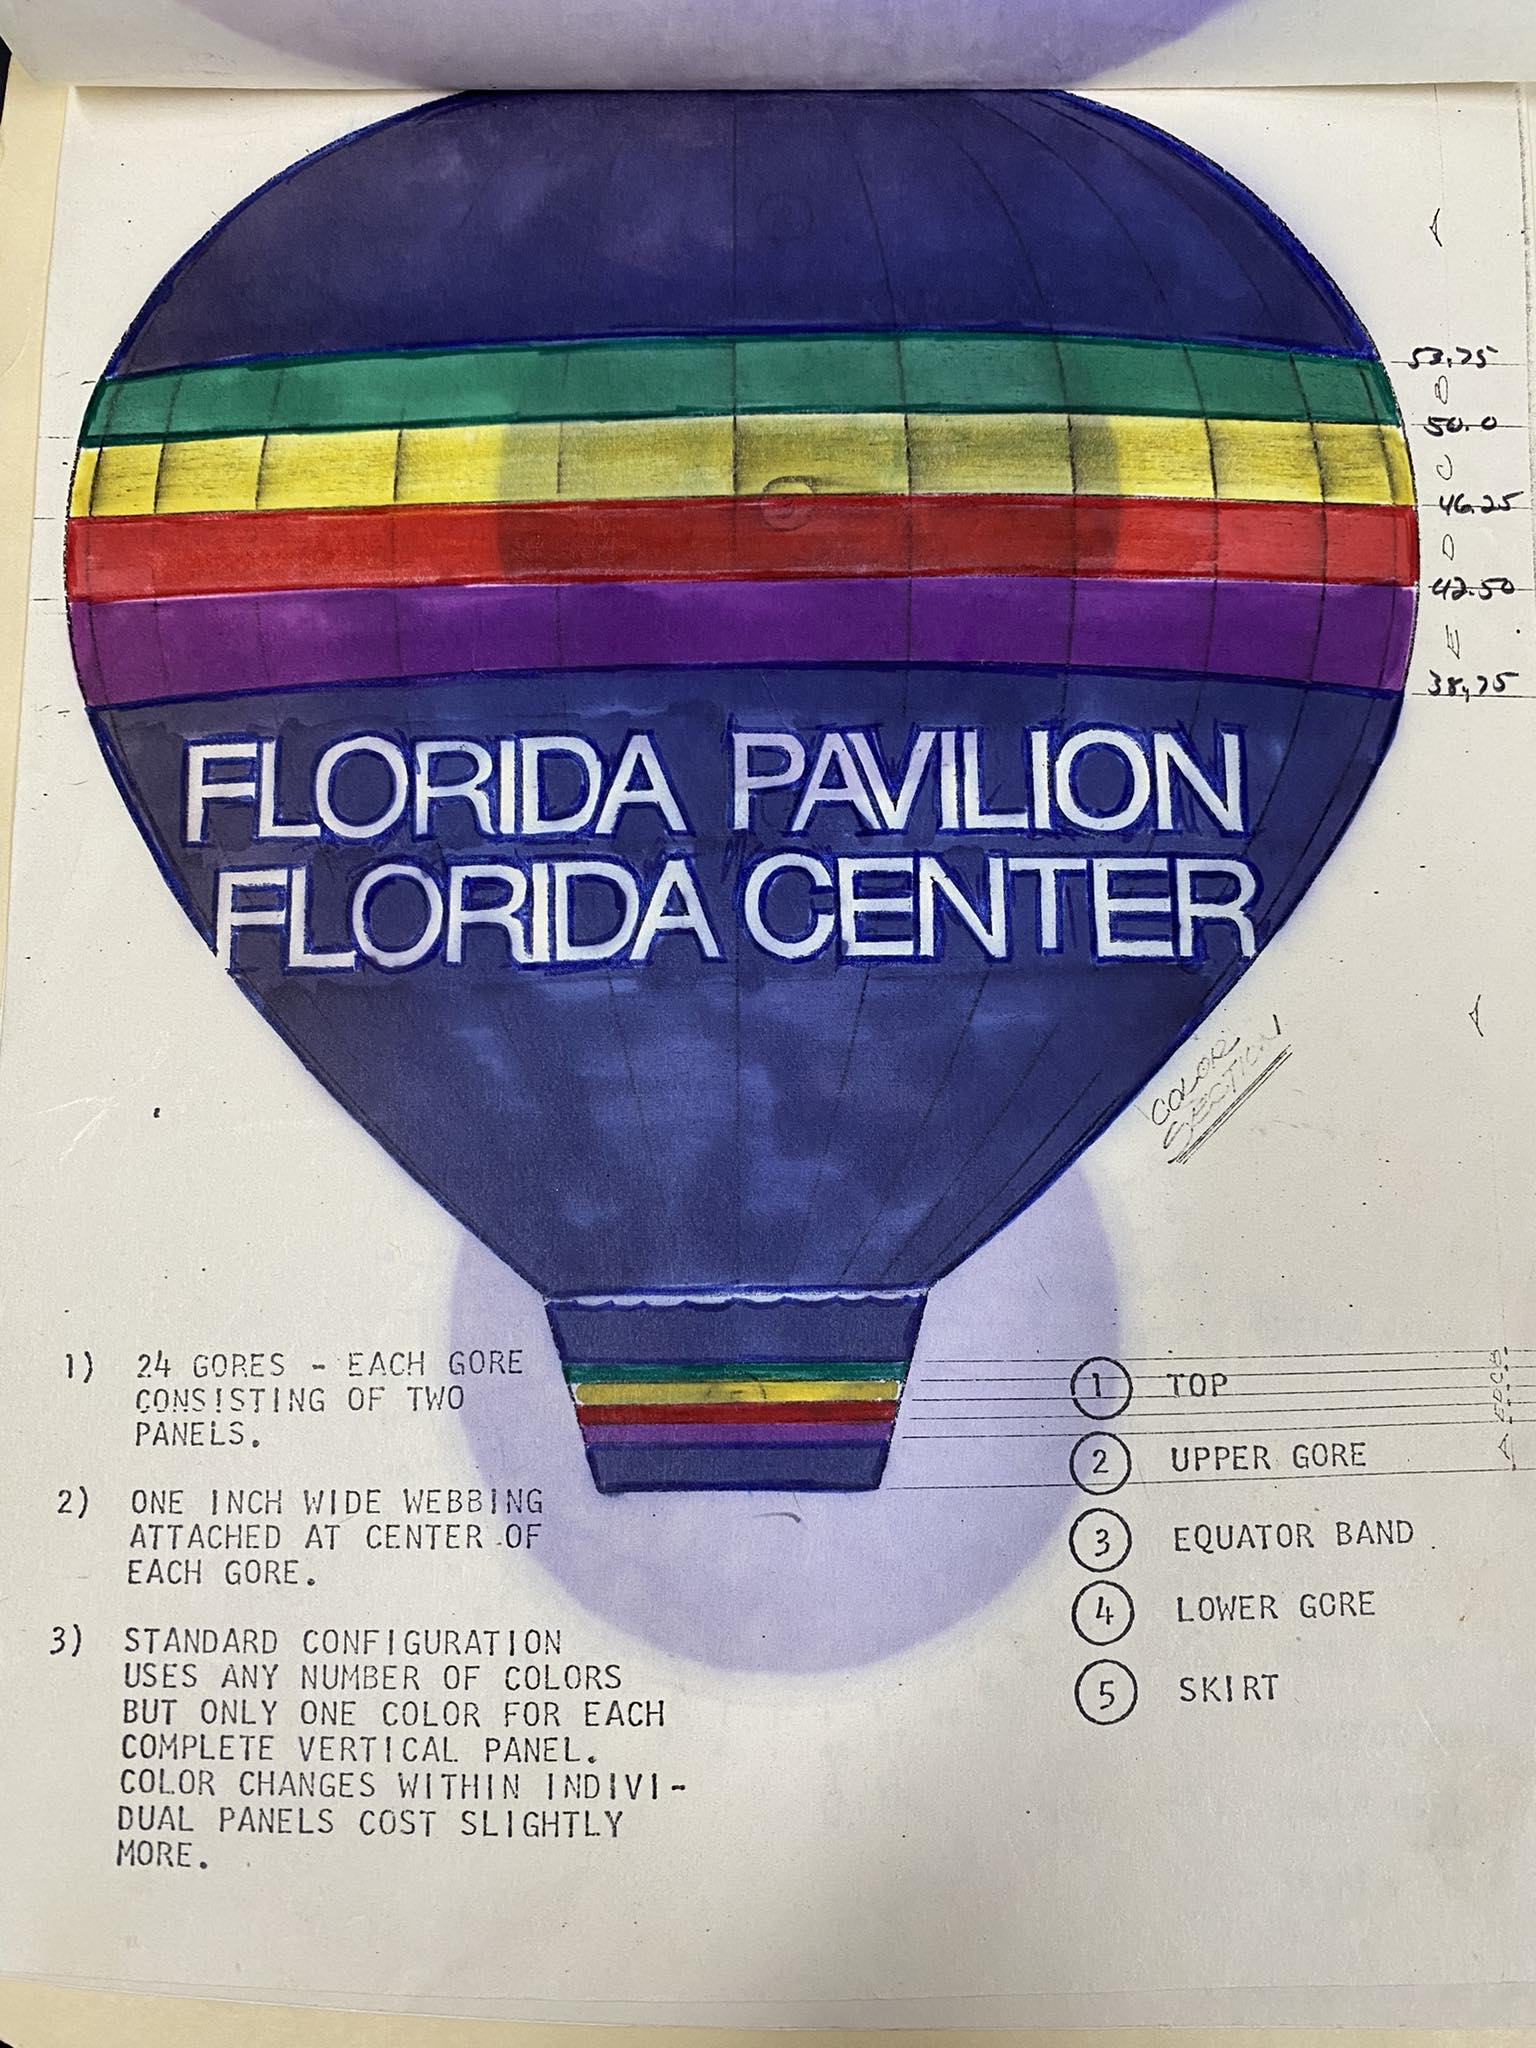 A
53.75
B
50.0
C
46.25
D
42.50
E
38.75
FLORIDA PAVILION
FLORIDA CENTER
A
COLOR
SECTION
1) 24 GORES - EACH GORE
CONSISTING OF TWO
PANELS.
2) ONE INCH WIDE WEBBING
ATTACHED AT CENTER OF
EACH GORE.
3) STANDARD CONFIGURATION
USES ANY NUMBER OF COLORS
BUT ONLY ONE COLOR FOR EACH
COMPLETE VERTICAL PANEL.
COLOR CHANGES WITHIN INDIVI-
DUAL PANELS COST SLIGHTLY
MORE.
1 TOP
2 UPPER GORE
3 EQUATOR BAND
4 LOWER GORE
5 SKIRT
B
C
D
E
A